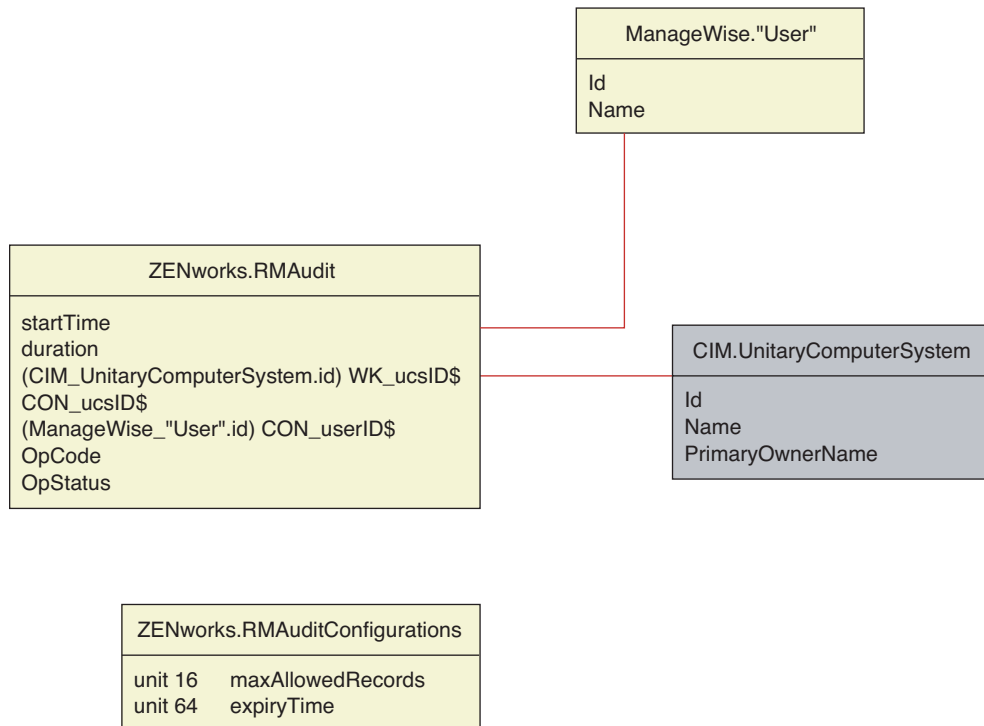 ManageWise."User"
Id
Name
ZENworks.RMAudit
startTime
duration
(CIM_UnitaryComputerSystem.id) WK_ucsID$
CON_ucsID$
(ManageWise_"User".id) CON_userID$
OpCode
OpStatus
CIM.UnitaryComputerSystem
Id
Name
PrimaryOwnerName
ZENworks.RMAuditConfigurations
unit 16 maxAllowedRecords
unit 64 expiryTime